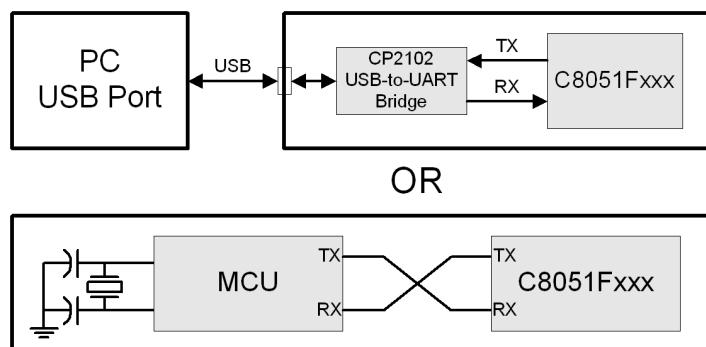 PC
USB Port
USB
CP2102
USB-to-UART
Bridge
TX
RX
C8051Fxxx
OR
MCU
TX
RX
TX
RX
C8051Fxxx